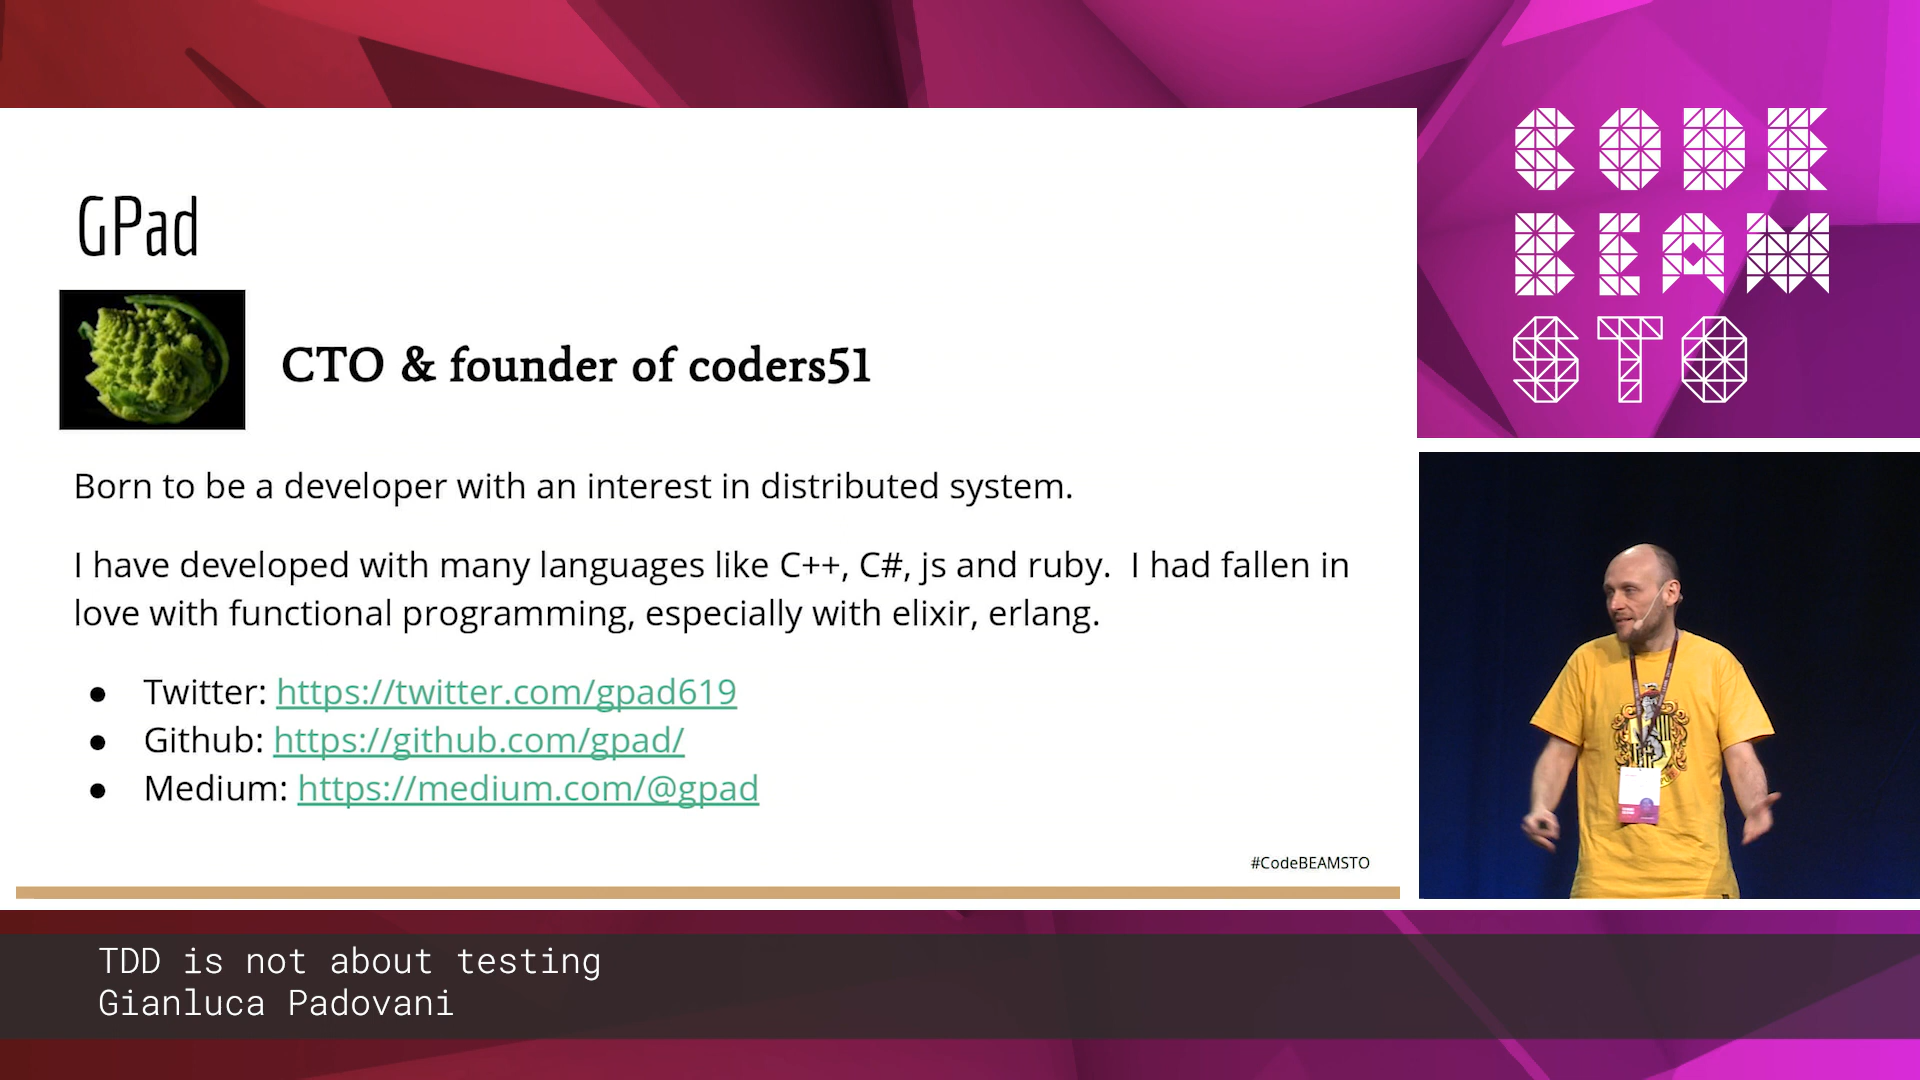 GPad
CTO & founder of coders51
Born to be a developer with an interest in distributed system.
I have developed with many languages like C++, C#, js and ruby.  I had fallen in
love with functional programming, especially with elixir, erlang.
● Twitter: https://twitter.com/gpad619
● Github: https://github.com/gpad/
● Medium: https://medium.com/@gpad
#CodeBEAMSTO
CODE
BEAM
STO
TDD is not about testing
Gianluca Padovani